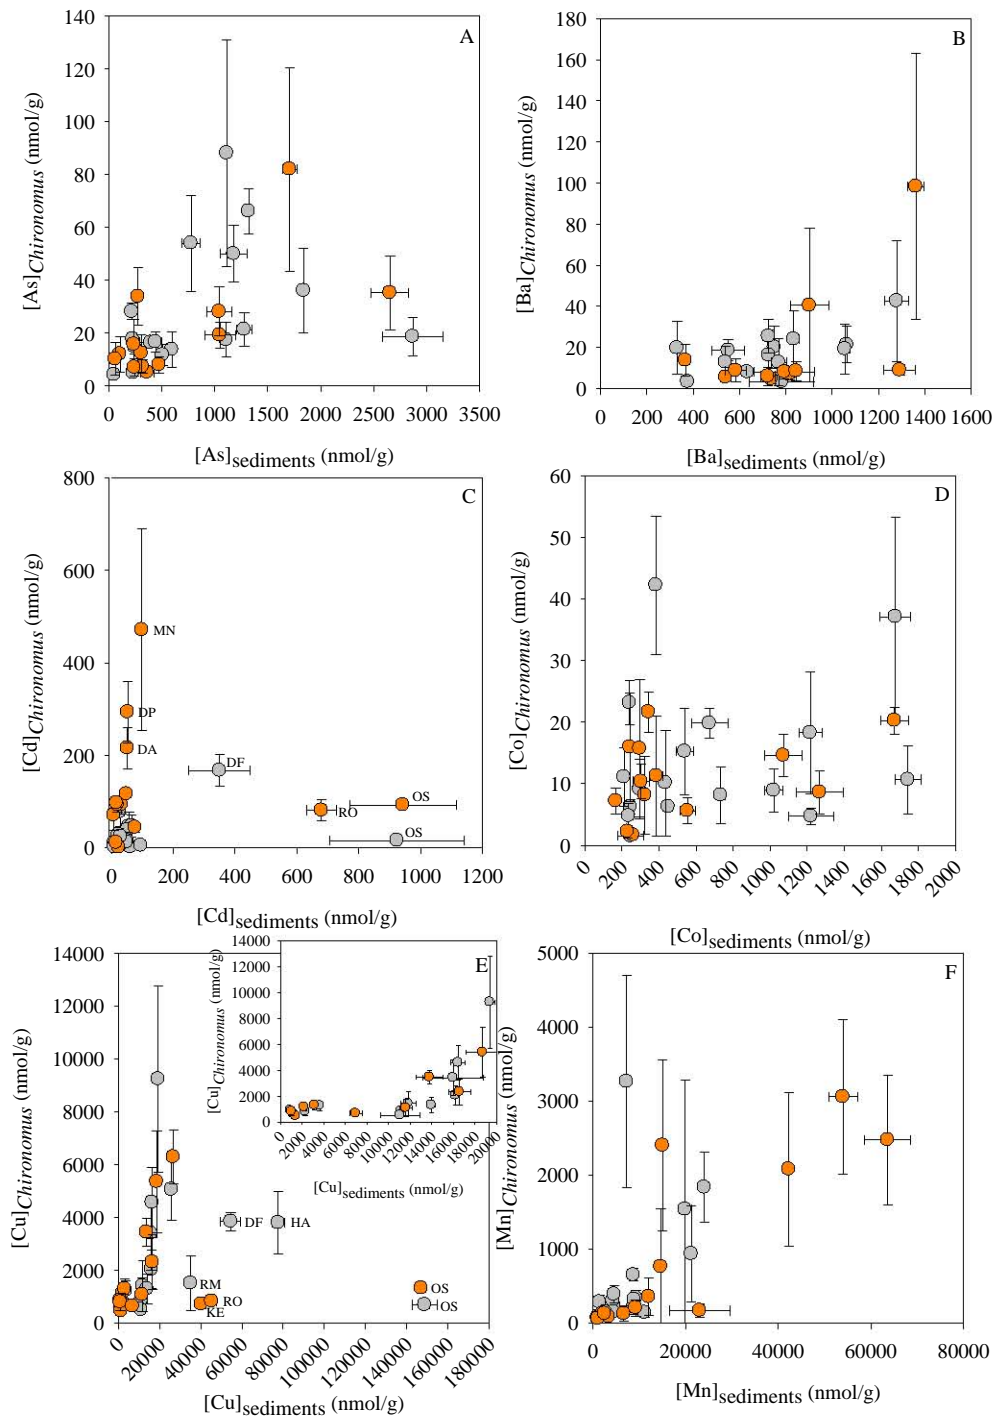 A
[As]Chironomus (nmol/g)
140
120
100
80
60
40
20
0
0 500 1000 1500 2000 2500 3000 3500
[As]sediments (nmol/g)
B
[Ba]Chironomus (nmol/g)
180
160
140
120
100
80
60
40
20
0
0 200 400 600 800 1000 1200 1400 1600
[Ba]sediments (nmol/g)
C
[Cd]Chironomus (nmol/g)
800
600
400
200
0
MN
DP
DA
DF
RO
OS
OS
0 200 400 600 800 1000 1200
[Cd]sediments (nmol/g)
D
[Co]Chironomus (nmol/g)
60
50
40
30
20
10
0
0 200 400 600 800 1000 1200 1400 1600 1800 2000
[Co]sediments (nmol/g)
E
[Cu]Chironomus (nmol/g)
14000
12000
10000
8000
6000
4000
2000
0
DF
HA
RM
RO
KE
OS
OS
0 20000 40000 60000 80000 100000 120000 140000 160000 180000
[Cu]sediments (nmol/g)
[Cu]Chironomus (nmol/g)
14000
12000
10000
8000
6000
4000
2000
0
0 2000 4000 6000 8000 10000 12000 14000 16000 18000 20000
[Cu]sediments (nmol/g)
F
[Mn]Chironomus (nmol/g)
5000
4000
3000
2000
1000
0
0 20000 40000 60000 80000
[Mn]sediments (nmol/g)